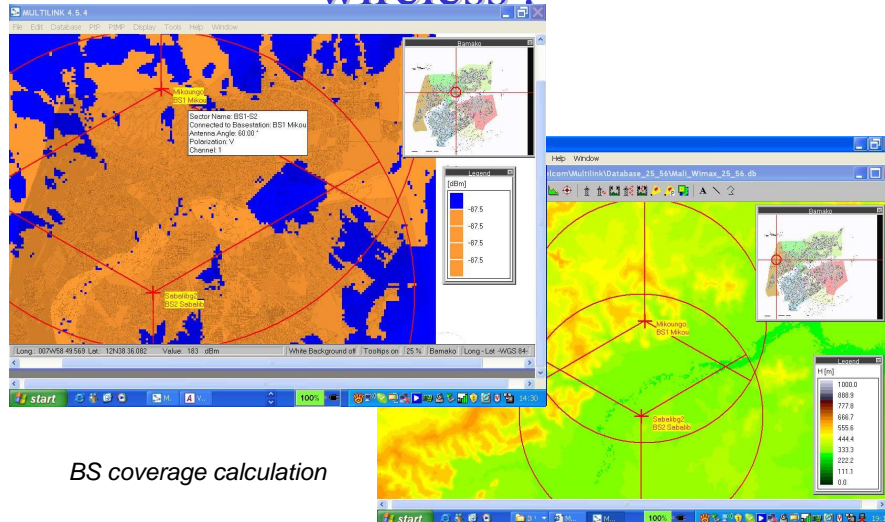 wireless .
MULTILINK 4.5.4
File Edit Database PtP PtMP Display Tools Help Window
Bamako
Mikoungo
BS1 Mikou
Sector Name: BS1-S2
Connected to Basestation: BS1 Mikou
Antenna Angle: 60.00 °
Polarization: V
Channel: 1
Legend
[dBm]
-87.5
-87.5
-87.5
-87.5
Sabalibg2
BS2 Sabalib
Long.: 007W58 49.569 Lat.: 12N38 36.082 Value: 183 dBm White Background off Tooltips on 25 % Bamako Long - Lat -WGS 84-
start 100% 14:30
Help Window
elcom\Multilink\Database_25_56\Mali_Wimax_25_56.db
Bamako
Mikoungo
BS1 Mikou
Sabalibg2
BS2 Sabalib
Legend
H [m]
1000.0
888.9
777.8
666.7
555.6
444.4
333.3
222.2
111.1
0.0
start 100%
BS coverage calculation